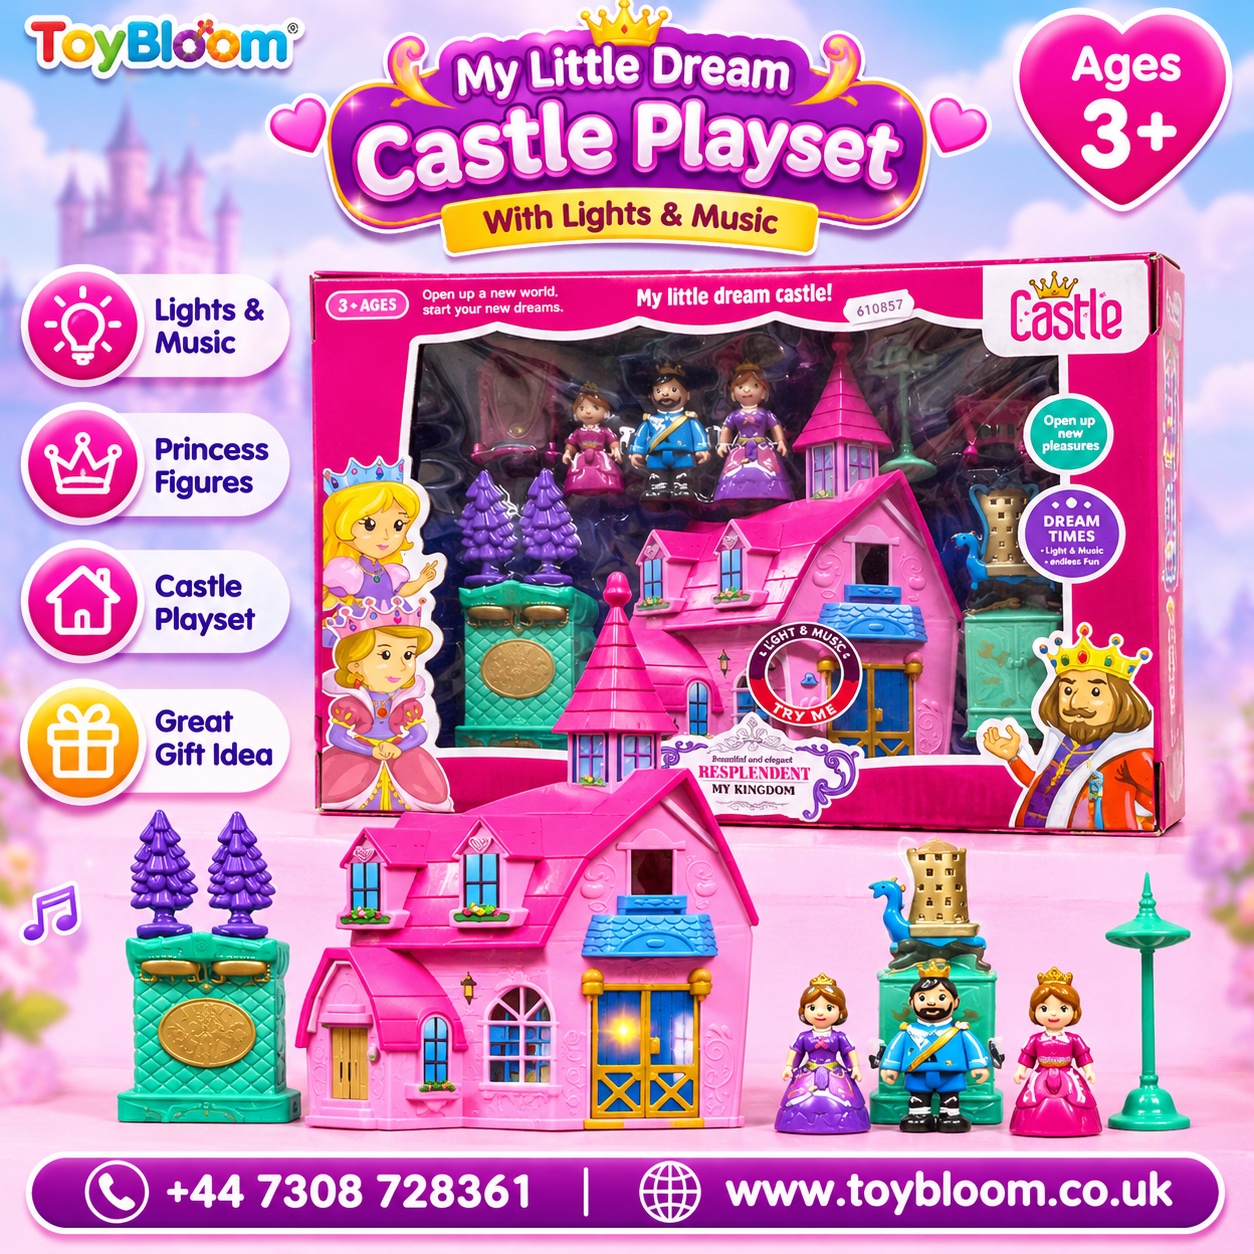 ToyBloom®
My Little Dream
Castle Playset
With Lights & Music
Ages
3+
Lights &
Music
Princess
Figures
Castle
Playset
Great
Gift Idea
3+ AGES
Open up a new world,
start your new dreams.
My little dream castle!
610857
Castle
Open up
new
pleasures
DREAM
TIMES
• Light & Music
• endless Fun
LIGHT & MUSIC
TRY ME
Beautiful and elegant
RESPLENDENT
MY KINGDOM
+44 7308 728361
www.toybloom.co.uk